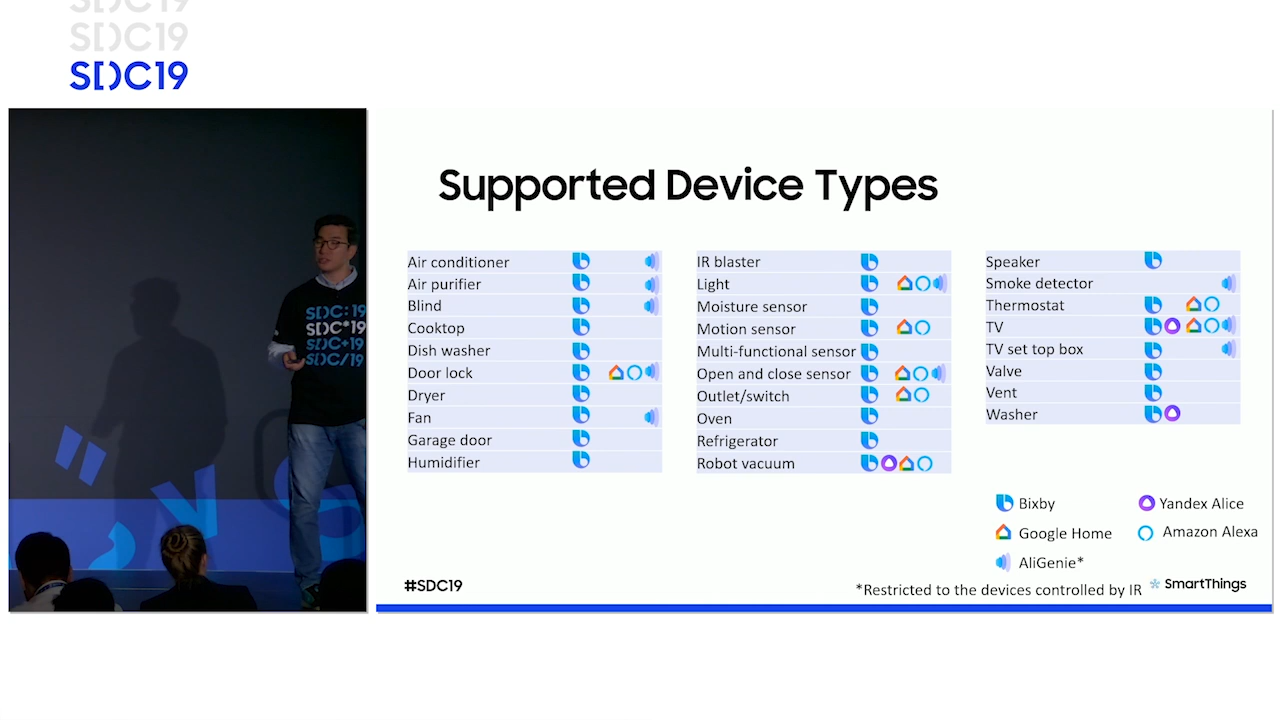 SDC19
SDC19
SDC19
SDC:19
SDC*19
SDC+19
SDC/19
Supported Device Types
Air conditioner
Air purifier
Blind
Cooktop
Dish washer
Door lock
Dryer
Fan
Garage door
Humidifier
IR blaster
Light
Moisture sensor
Motion sensor
Multi-functional sensor
Open and close sensor
Outlet/switch
Oven
Refrigerator
Robot vacuum
Speaker
Smoke detector
Thermostat
TV
TV set top box
Valve
Vent
Washer
Bixby
Yandex Alice
Google Home
Amazon Alexa
AliGenie*
#SDC19
*Restricted to the devices controlled by IR
SmartThings